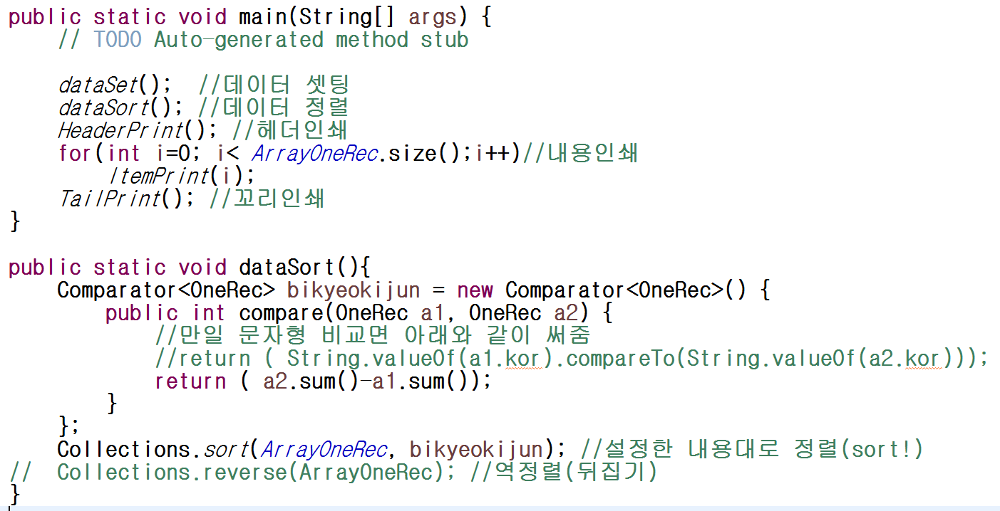 public static void main(String[] args) {
// TODO Auto-generated method stub
dataSet();  //데이터 셋팅
dataSort(); //데이터 정렬
HeaderPrint(); //헤더인쇄
for(int i=0; i< ArrayOneRec.size();i++)//내용인쇄
ItemPrint(i);
TailPrint(); //꼬리인쇄
}
public static void dataSort(){
Comparator<OneRec> bikyeokijun = new Comparator<OneRec>() {
public int compare(OneRec a1, OneRec a2) {
//만일 문자형 비교면 아래와 같이 써줌
//return ( String.valueOf(a1.kor).compareTo(String.valueOf(a2.kor)));
return ( a2.sum()-a1.sum());
}
};
Collections.sort(ArrayOneRec, bikyeokijun); //설정한 내용대로 정렬(sort!)
//  Collections.reverse(ArrayOneRec); //역정렬(뒤집기)
}